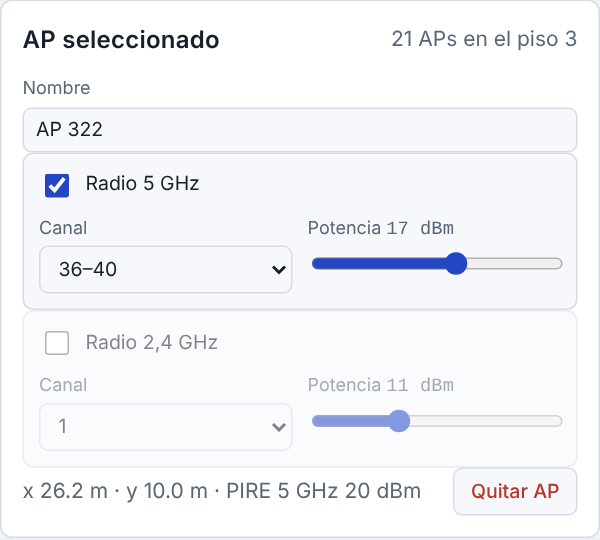 AP seleccionado
21 APs en el piso 3
Nombre
AP 322
Radio 5 GHz
Canal
Potencia 17 dBm
36–40
Radio 2,4 GHz
Canal
Potencia 11 dBm
1
x 26.2 m · y 10.0 m · PIRE 5 GHz 20 dBm
Quitar AP